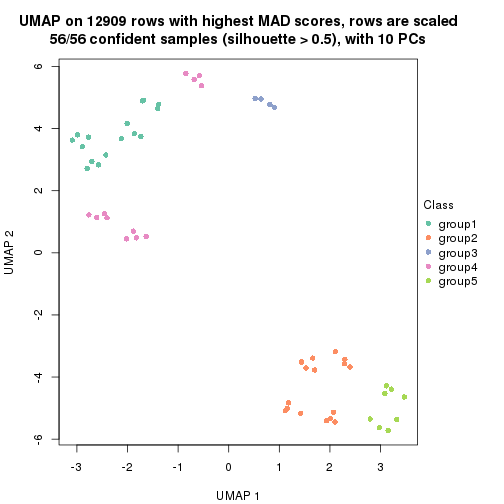 UMAP on 12909 rows with highest MAD scores, rows are scaled
56/56 confident samples (silhouette > 0.5), with 10 PCs
6
4
2
0
-2
-4
-6
UMAP 2
-3 -2 -1 0 1 2 3
UMAP 1
Class
group1
group2
group3
group4
group5